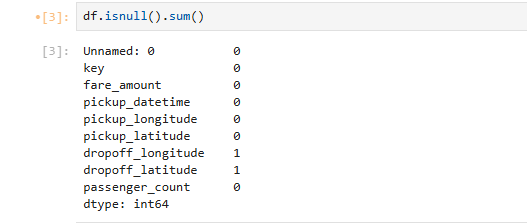 [3]: df.isnull().sum()
[3]: Unnamed: 0 0
key 0
fare_amount 0
pickup_datetime 0
pickup_longitude 0
pickup_latitude 0
dropoff_longitude 1
dropoff_latitude 1
passenger_count 0
dtype: int64